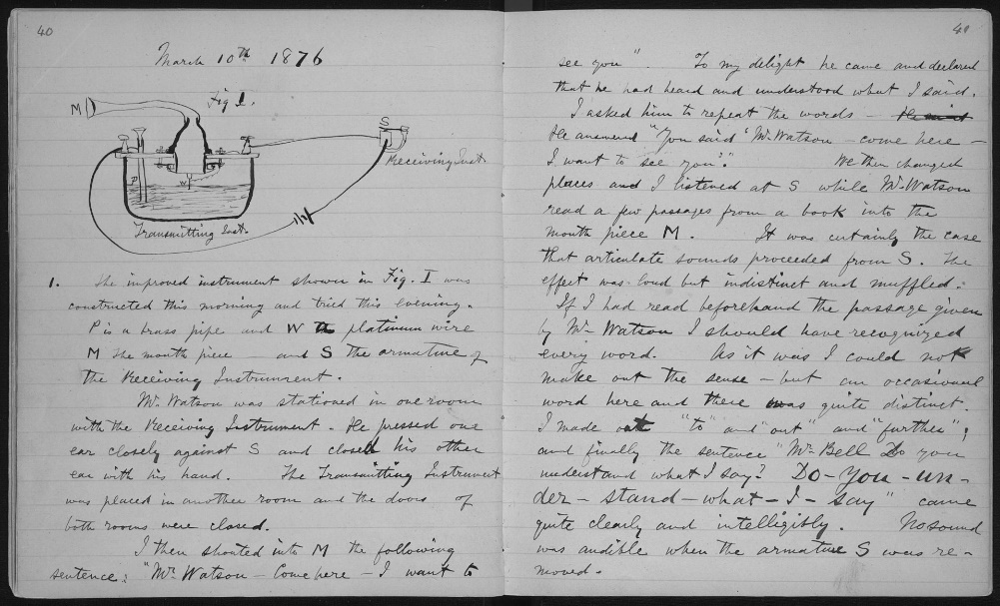 40
March 10th 1876
Fig 1.
M
S
Receiving Inst.
P
W
Transmitting Inst.
1. The improved instrument shown in Fig. I was
constructed this morning and tried this evening.
P is a brass pipe and W the platinum wire
M the mouth piece — and S the armature of
the Receiving Instrument.
Mr. Watson was stationed in one room
with the Receiving Instrument. He pressed one
ear closely against S and closed his other
ear with his hand. The Transmitting Instrument
was placed in another room and the doors of
both rooms were closed.
I then shouted into M the following
sentence: "Mr. Watson — Come here — I want to
41
see you". To my delight he came and declared
that he had heard and understood what I said.
I asked him to repeat the words —
He answered "You said 'Mr. Watson — come here —
I want to see you'." We then changed
places and I listened at S while Mr. Watson
read a few passages from a book into the
mouth piece M. It was certainly the case
that articulate sounds proceeded from S. The
effect was loud but indistinct and muffled.
If I had read beforehand the passage given
by Mr. Watson I should have recognized
every word. As it was I could not
make out the sense — but an occasional
word here and there was quite distinct.
I made out "to" and "out" and "further";
and finally the sentence "Mr. Bell Do you
understand what I say? Do-you-un-
der-stand-what-I-say" came
quite clearly and intelligibly. No sound
was audible when the armature S was re-
moved.